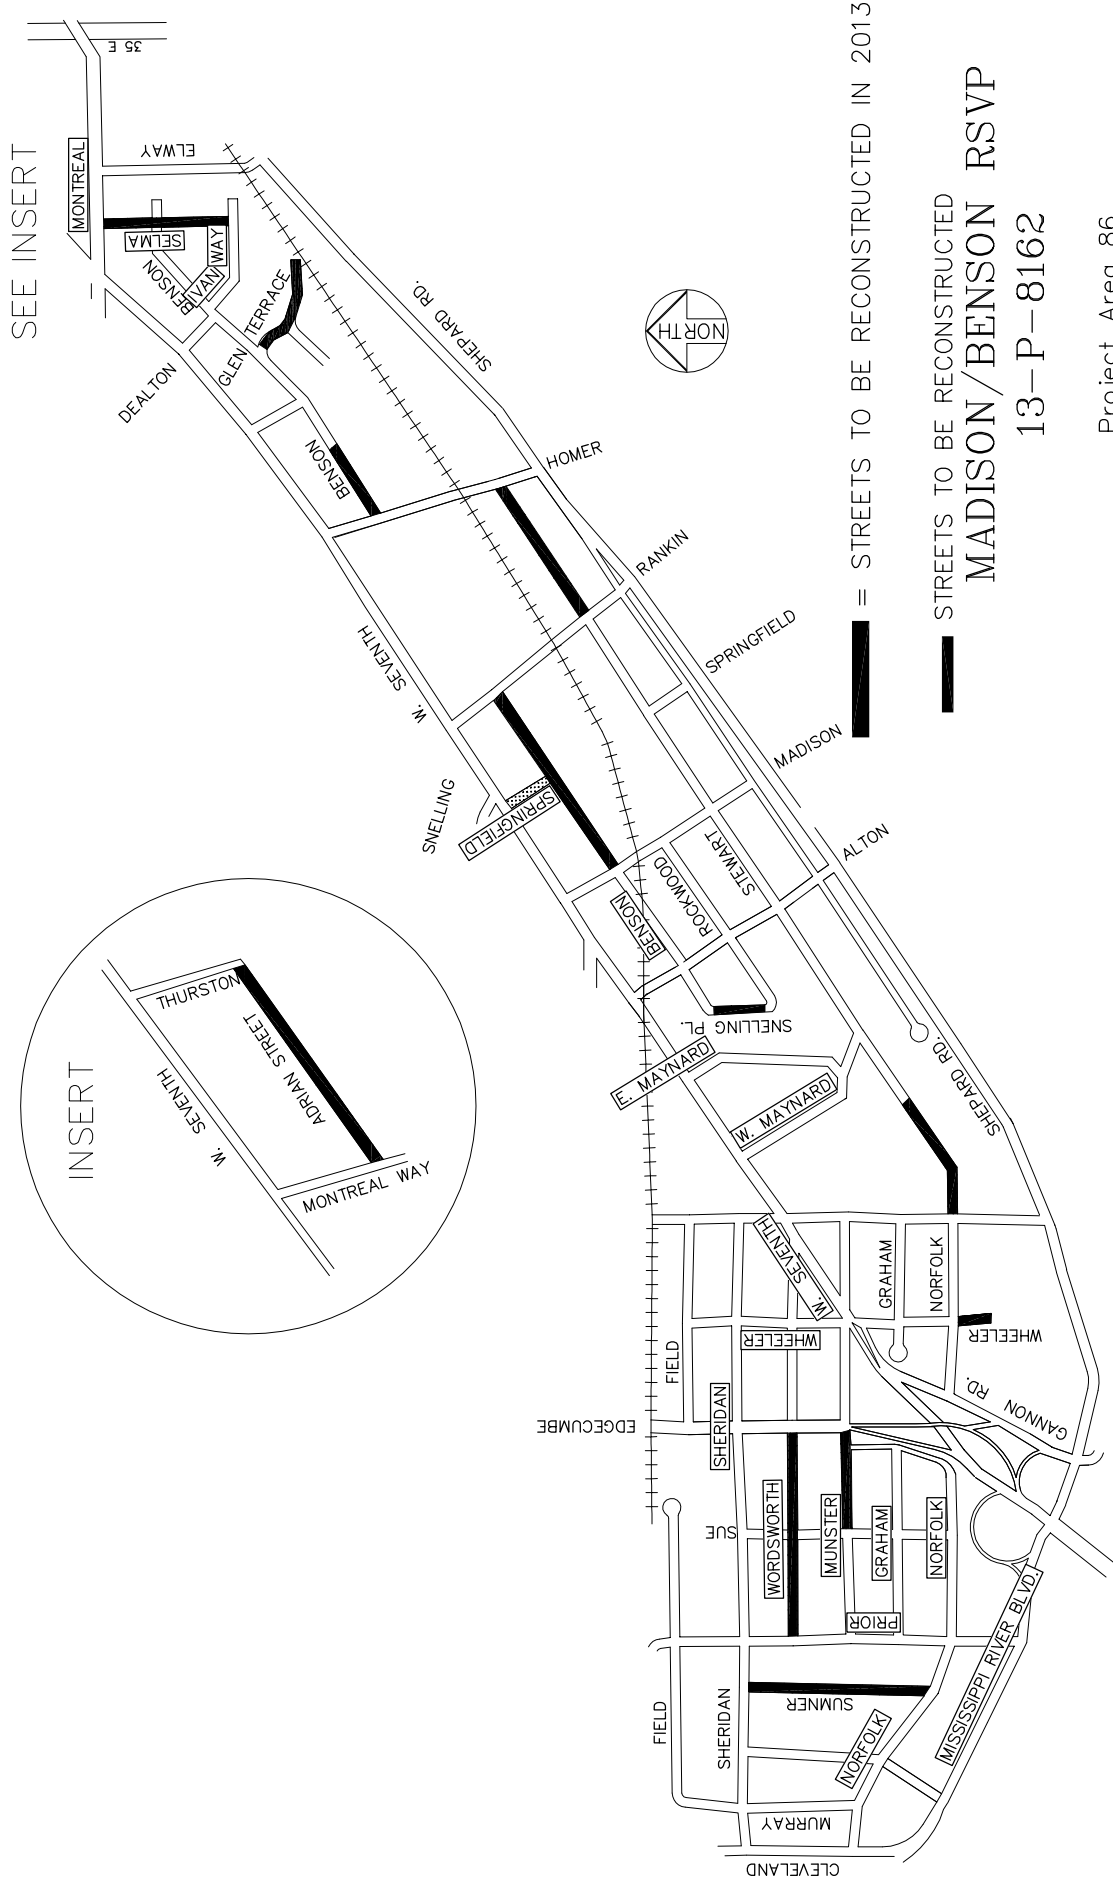 SEE INSERT
35 E
MONTREAL
ELWAY
SELMA
BENSON
IVAN WAY
GLEN TERRACE
DEALTON
SHEPARD RD.
BENSON
HOMER
NORTH
RANKIN
W. SEVENTH
SPRINGFIELD
SNELLING
SPRINGFIELD
MADISON
ALTON
STEWART
ROCKWOOD
BENSON
SNELLING PL.
E. MAYNARD
W. MAYNARD
SHEPARD RD.
INSERT
THURSTON
ADRIAN STREET
W. SEVENTH
MONTREAL WAY
W. SEVENTH
GRAHAM
NORFOLK
WHEELER
WHEELER
FIELD
SHERIDAN
EDGECUMBE
GANNON RD.
SUE
WORDSWORTH
MUNSTER
GRAHAM
NORFOLK
PRIOR
MISSISSIPPI RIVER BLVD.
FIELD
SHERIDAN
SUMNER
NORFOLK
MURRAY
CLEVELAND
= STREETS TO BE RECONSTRUCTED IN 2013
STREETS TO BE RECONSTRUCTED
MADISON/BENSON RSVP
13-P-8162
Project Area 86